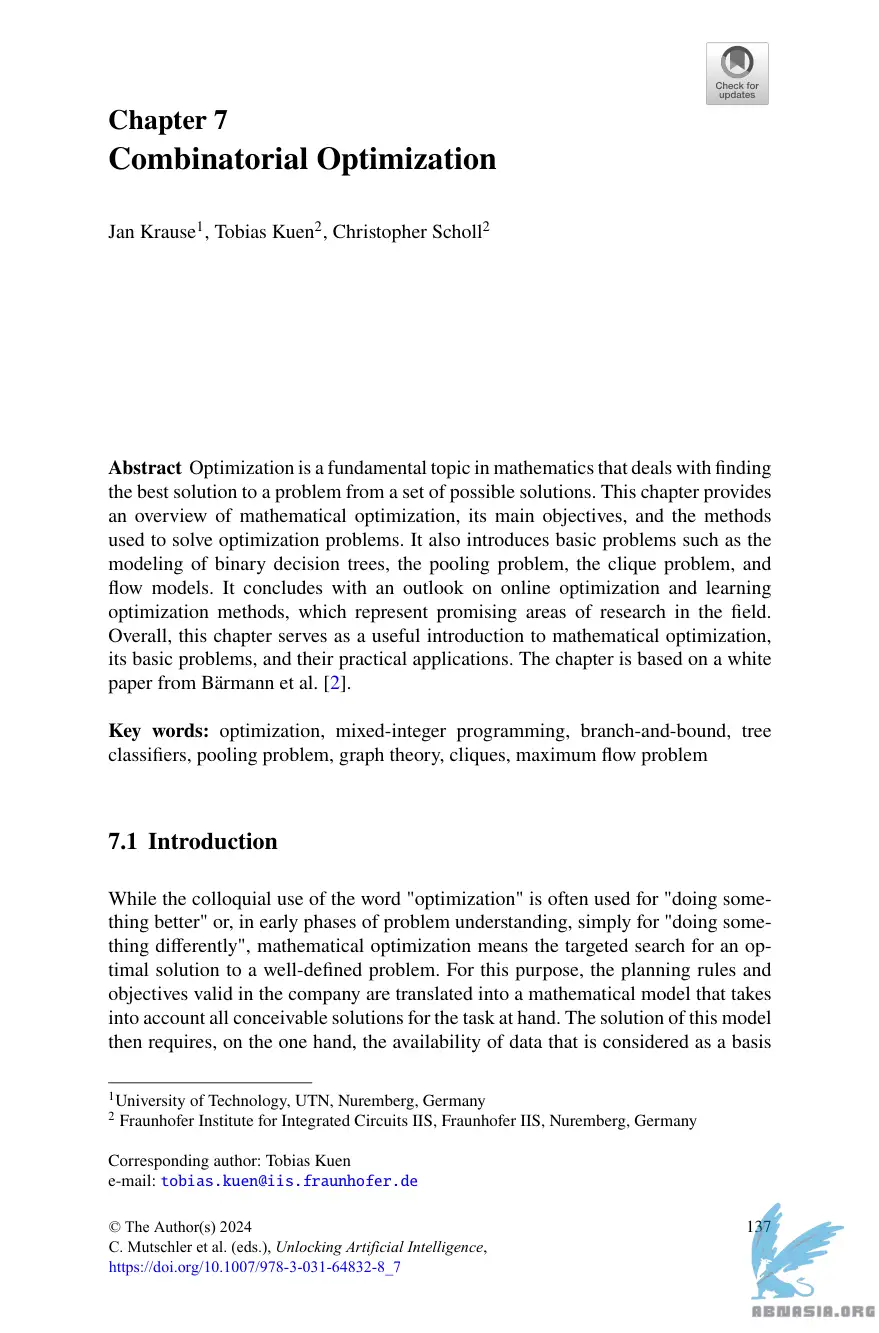 Check for
updates
Chapter 7
Combinatorial Optimization
Jan Krause1, Tobias Kuen2, Christopher Scholl2
Abstract Optimization is a fundamental topic in mathematics that deals with finding
the best solution to a problem from a set of possible solutions. This chapter provides
an overview of mathematical optimization, its main objectives, and the methods
used to solve optimization problems. It also introduces basic problems such as the
modeling of binary decision trees, the pooling problem, the clique problem, and
flow models. It concludes with an outlook on online optimization and learning
optimization methods, which represent promising areas of research in the field.
Overall, this chapter serves as a useful introduction to mathematical optimization,
its basic problems, and their practical applications. The chapter is based on a white
paper from Bärmann et al. [2].
Key words: optimization, mixed-integer programming, branch-and-bound, tree
classifiers, pooling problem, graph theory, cliques, maximum flow problem
7.1 Introduction
While the colloquial use of the word "optimization" is often used for "doing some-
thing better" or, in early phases of problem understanding, simply for "doing some-
thing differently", mathematical optimization means the targeted search for an op-
timal solution to a well-defined problem. For this purpose, the planning rules and
objectives valid in the company are translated into a mathematical model that takes
into account all conceivable solutions for the task at hand. The solution of this model
then requires, on the one hand, the availability of data that is considered as a basis
1University of Technology, UTN, Nuremberg, Germany
2 Fraunhofer Institute for Integrated Circuits IIS, Fraunhofer IIS, Nuremberg, Germany
Corresponding author: Tobias Kuen
e-mail: tobias.kuen@iis.fraunhofer.de
© The Author(s) 2024
137
C. Mutschler et al. (eds.), Unlocking Artificial Intelligence,
https://doi.org/10.1007/978-3-031-64832-8_7
ABNASIA.ORG